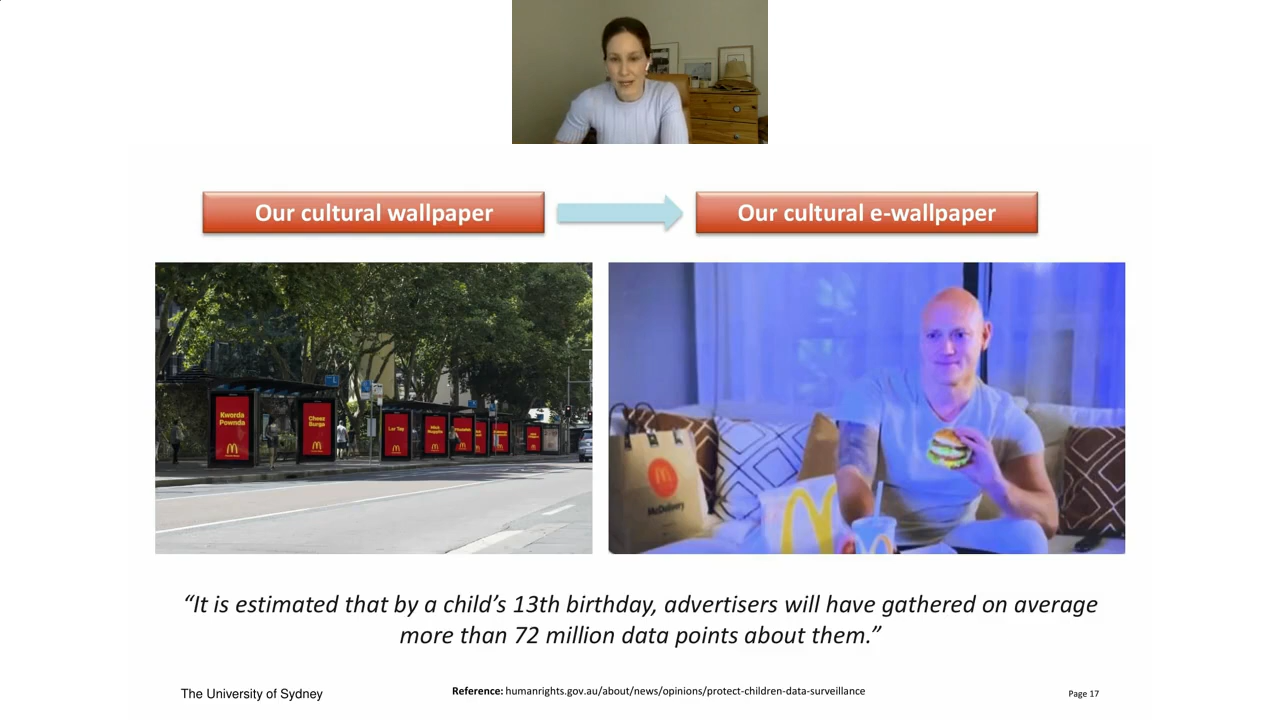 Our cultural wallpaper
Our cultural e-wallpaper
Kworda
Pownda
Chees
Burga
McDelivery
“It is estimated that by a child’s 13th birthday, advertisers will have gathered on average
more than 72 million data points about them.”
The University of Sydney
Reference: humanrights.gov.au/about/news/opinions/protect-children-data-surveillance
Page 17